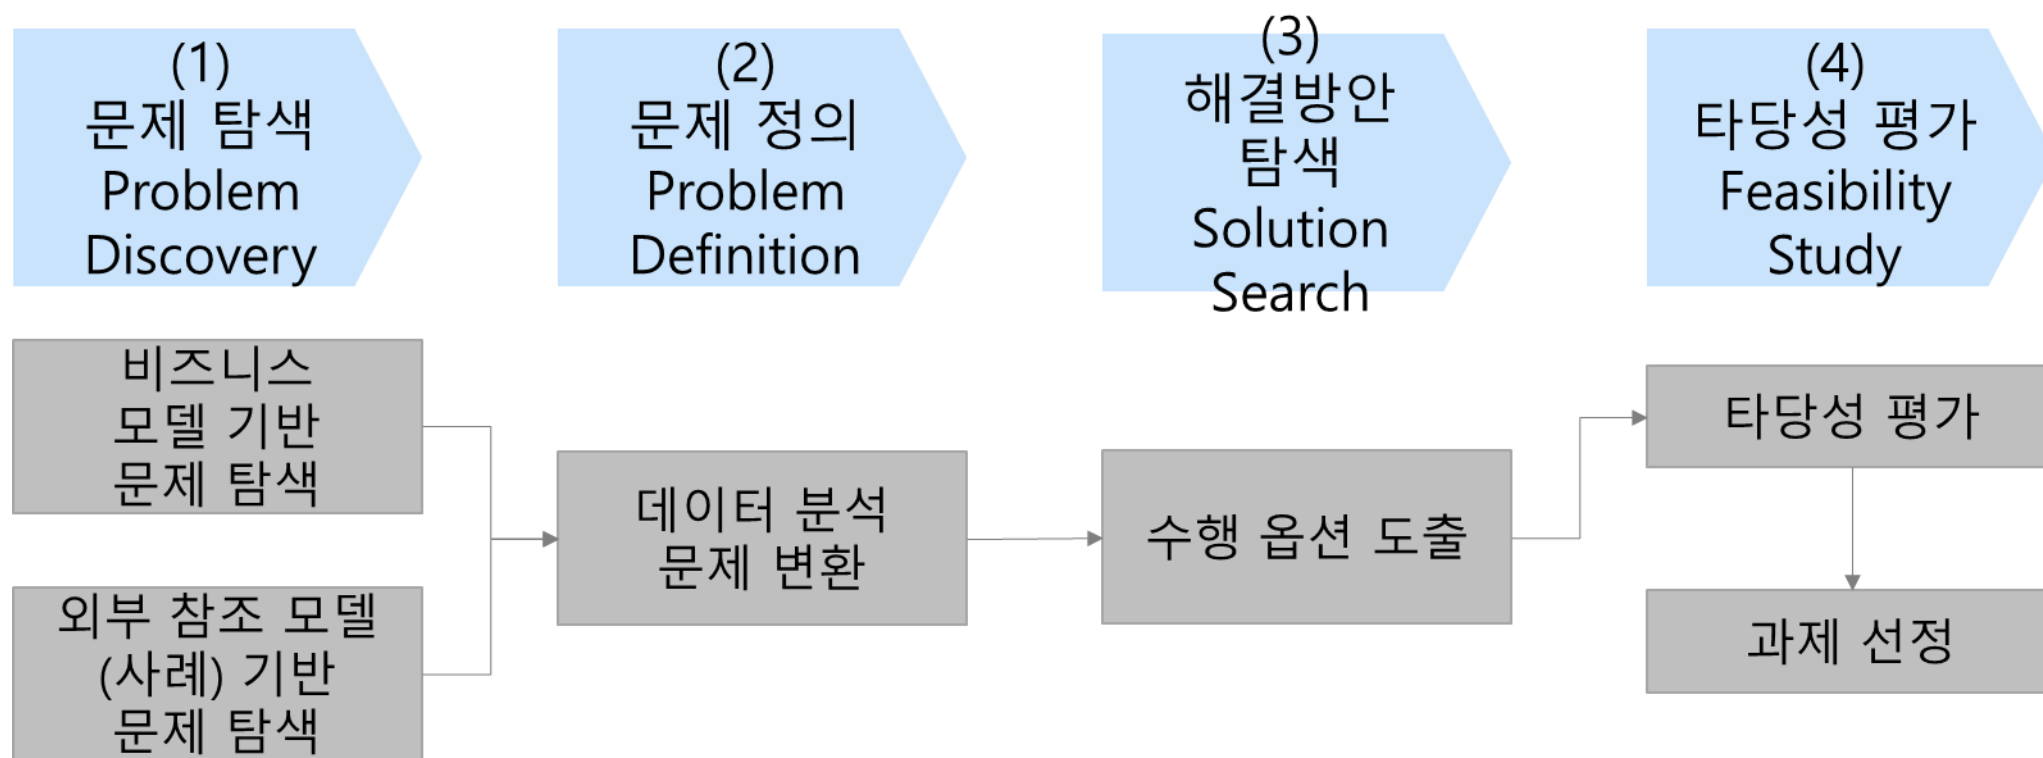 (1)
문제 탐색
Problem
Discovery
(2)
문제 정의
Problem
Definition
(3)
해결방안
탐색
Solution
Search
(4)
타당성 평가
Feasibility
Study
비즈니스
모델 기반
문제 탐색
외부 참조 모델
(사례) 기반
문제 탐색
데이터 분석
문제 변환
수행 옵션 도출
타당성 평가
과제 선정